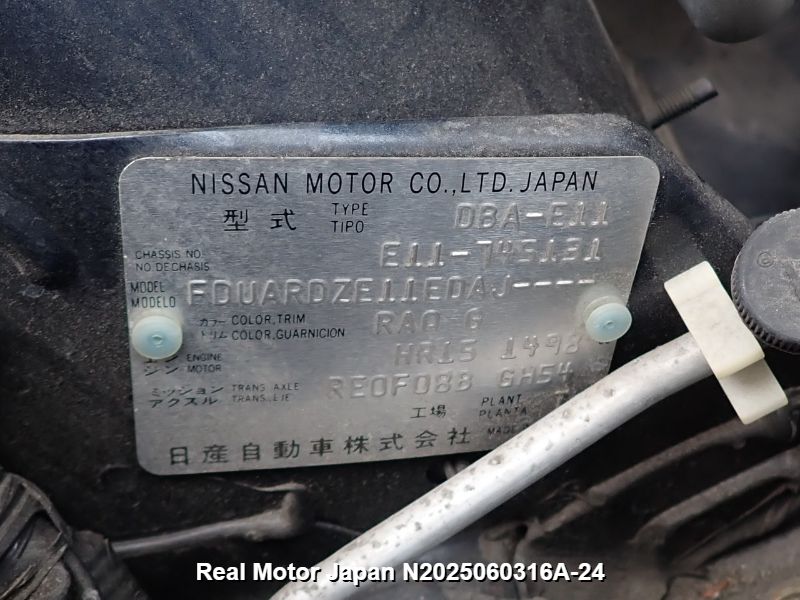 NISSAN MOTOR CO.,LTD. JAPAN
型式 TYPE TIPO DBA-E11
CHASSIS NO. NO DE CHASIS E11-745131
MODEL MODELO FDUARDZE11EDAJ----
カラー トリム COLOR,TRIM COLOR,GUARNICION RAQ G
エンジン ENGINE MOTOR HR15 1498
ミッション アクスル TRANS. AXLE TRANS. EJE RE0F08B GH54
工場 PLANT PLANTA
日産自動車株式会社 MADE
Real Motor Japan N2025060316A-24